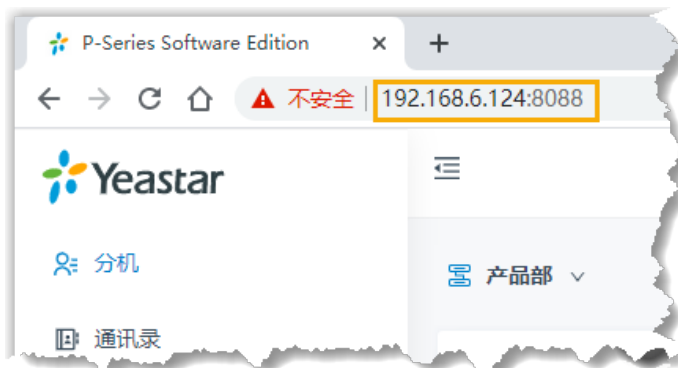 P-Series Software Edition
不安全 192.168.6.124:8088
Yeastar
分机
产品部
通讯录